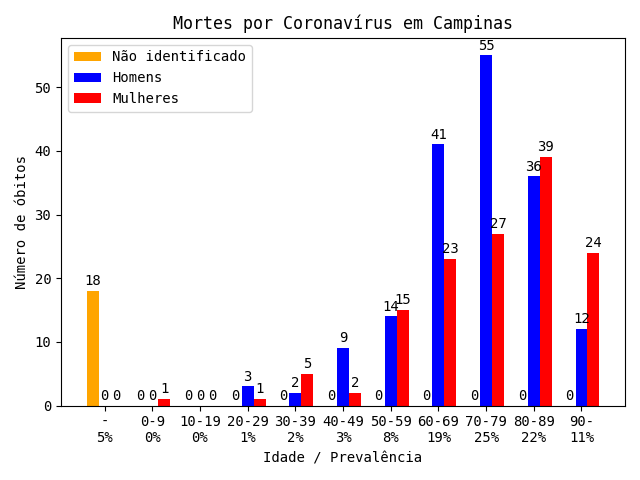 Mortes por Coronavírus em Campinas
Não identificado
Homens
Mulheres
Número de óbitos
50
40
30
20
10
0
18 0 0
0 0 1
0 0 0
0 3 1
0 2 5
0 9 2
0 14 15
0 41 23
0 55 27
0 36 39
0 12 24
- 0-9 10-19 20-29 30-39 40-49 50-59 60-69 70-79 80-89 90-
5% 0% 0% 1% 2% 3% 8% 19% 25% 22% 11%
Idade / Prevalência